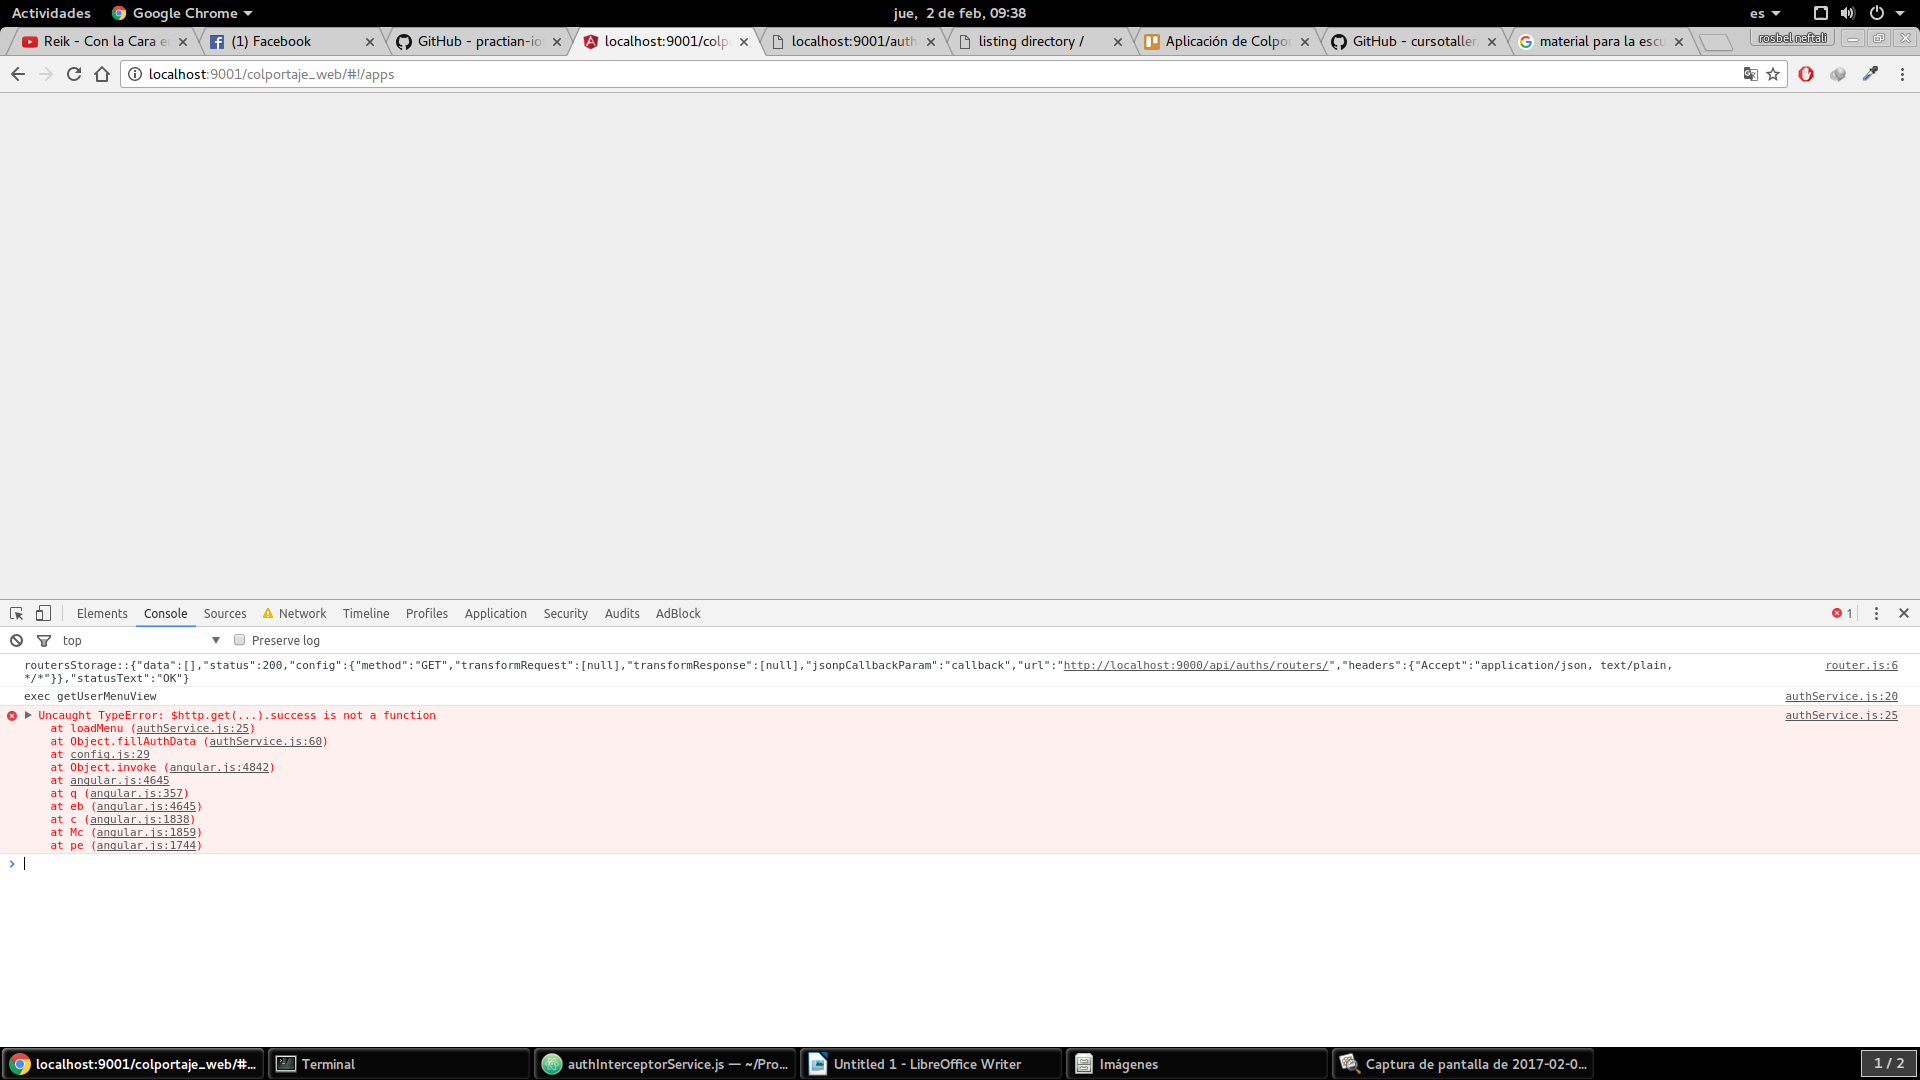 Actividades Google Chrome jue, 2 de feb, 09:38 es
Reik - Con la Cara e (1) Facebook GitHub - practian-io localhost:9001/colp localhost:9001/auth listing directory / Aplicación de Colpo GitHub - cursotaller material para la escu rosbel neftali
localhost:9001/colportaje_web/#!/apps
Elements Console Sources Network Timeline Profiles Application Security Audits AdBlock 1
top Preserve log
routersStorage::{"data":[],"status":200,"config":{"method":"GET","transformRequest":[null],"transformResponse":[null],"jsonpCallbackParam":"callback","url":"http://localhost:9000/api/auths/routers/","headers":{"Accept":"application/json, text/plain, router.js:6
*/*"}},"statusText":"OK"}
exec getUserMenuView authService.js:20
Uncaught TypeError: $http.get(...).success is not a function authService.js:25
at loadMenu (authService.js:25)
at Object.fillAuthData (authService.js:60)
at config.js:29
at Object.invoke (angular.js:4842)
at angular.js:4645
at q (angular.js:357)
at eb (angular.js:4645)
at c (angular.js:1838)
at Mc (angular.js:1859)
at pe (angular.js:1744)
localhost:9001/colportaje_web/#... Terminal authInterceptorService.js — ~/Pro... Untitled 1 - LibreOffice Writer Imágenes Captura de pantalla de 2017-02-0... 1 / 2